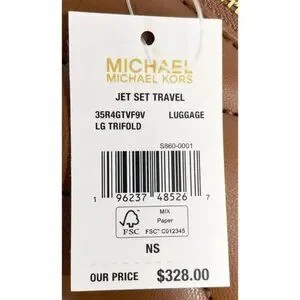 MICHAEL
MICHAEL KORS
JET SET TRAVEL
35R4GTVF9V LUGGAGE
LG TRIFOLD
S860-0001
1 96237 48526 7
FSC
MIX
Paper
FSC™ C012345
NS
OUR PRICE $328.00